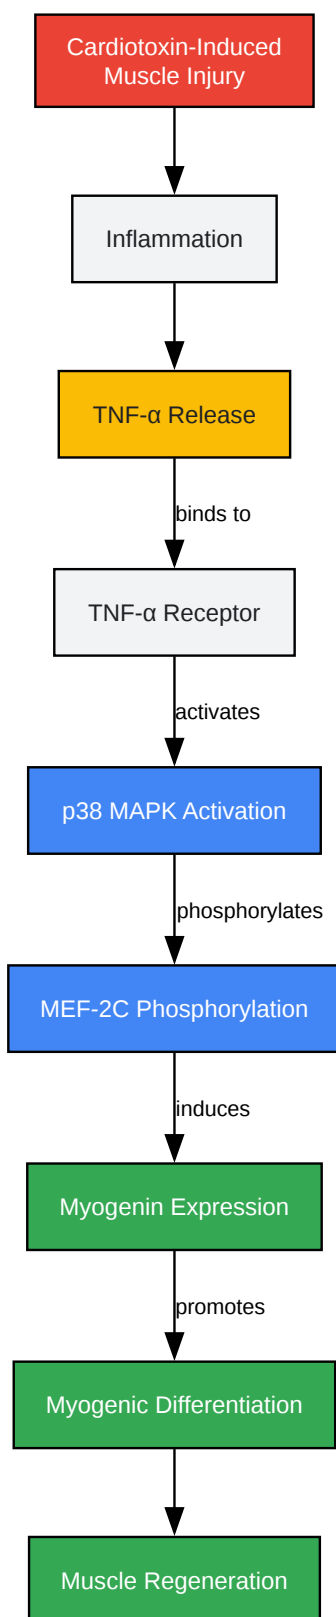 Cardiotoxin-Induced
Muscle Injury
Inflammation
TNF-α Release
binds to
TNF-α Receptor
activates
p38 MAPK Activation
phosphorylates
MEF-2C Phosphorylation
induces
Myogenin Expression
promotes
Myogenic Differentiation
Muscle Regeneration